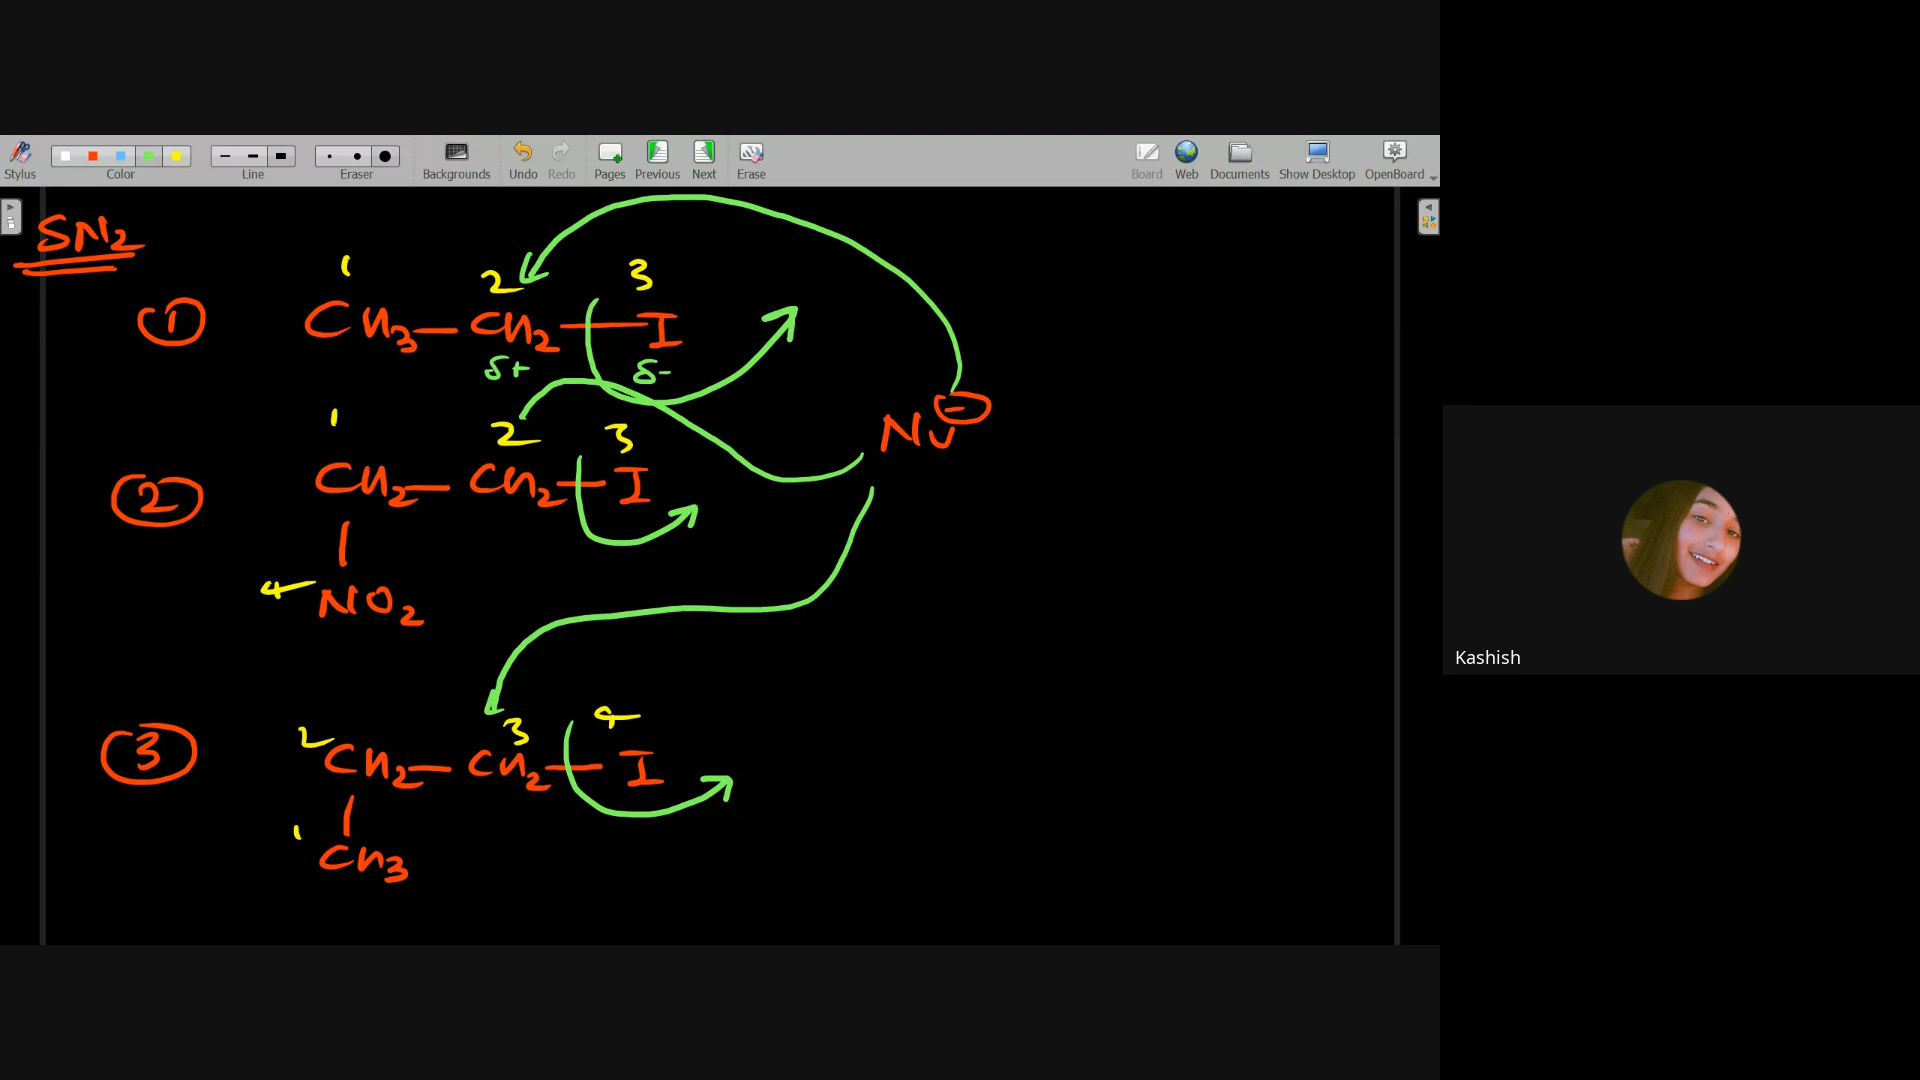 Stylus Color Line Eraser Backgrounds Undo Redo Pages Previous Next Erase Board Web Documents Show Desktop OpenBoard
SN2
1 2 3
① CH3—CH2—I
δ+ δ-
Nu⊖
1 2 3
② CH2—CH2—I
|
4 NO2
Kashish
2 3 4
③ CH2—CH2—I
|
1 CH3